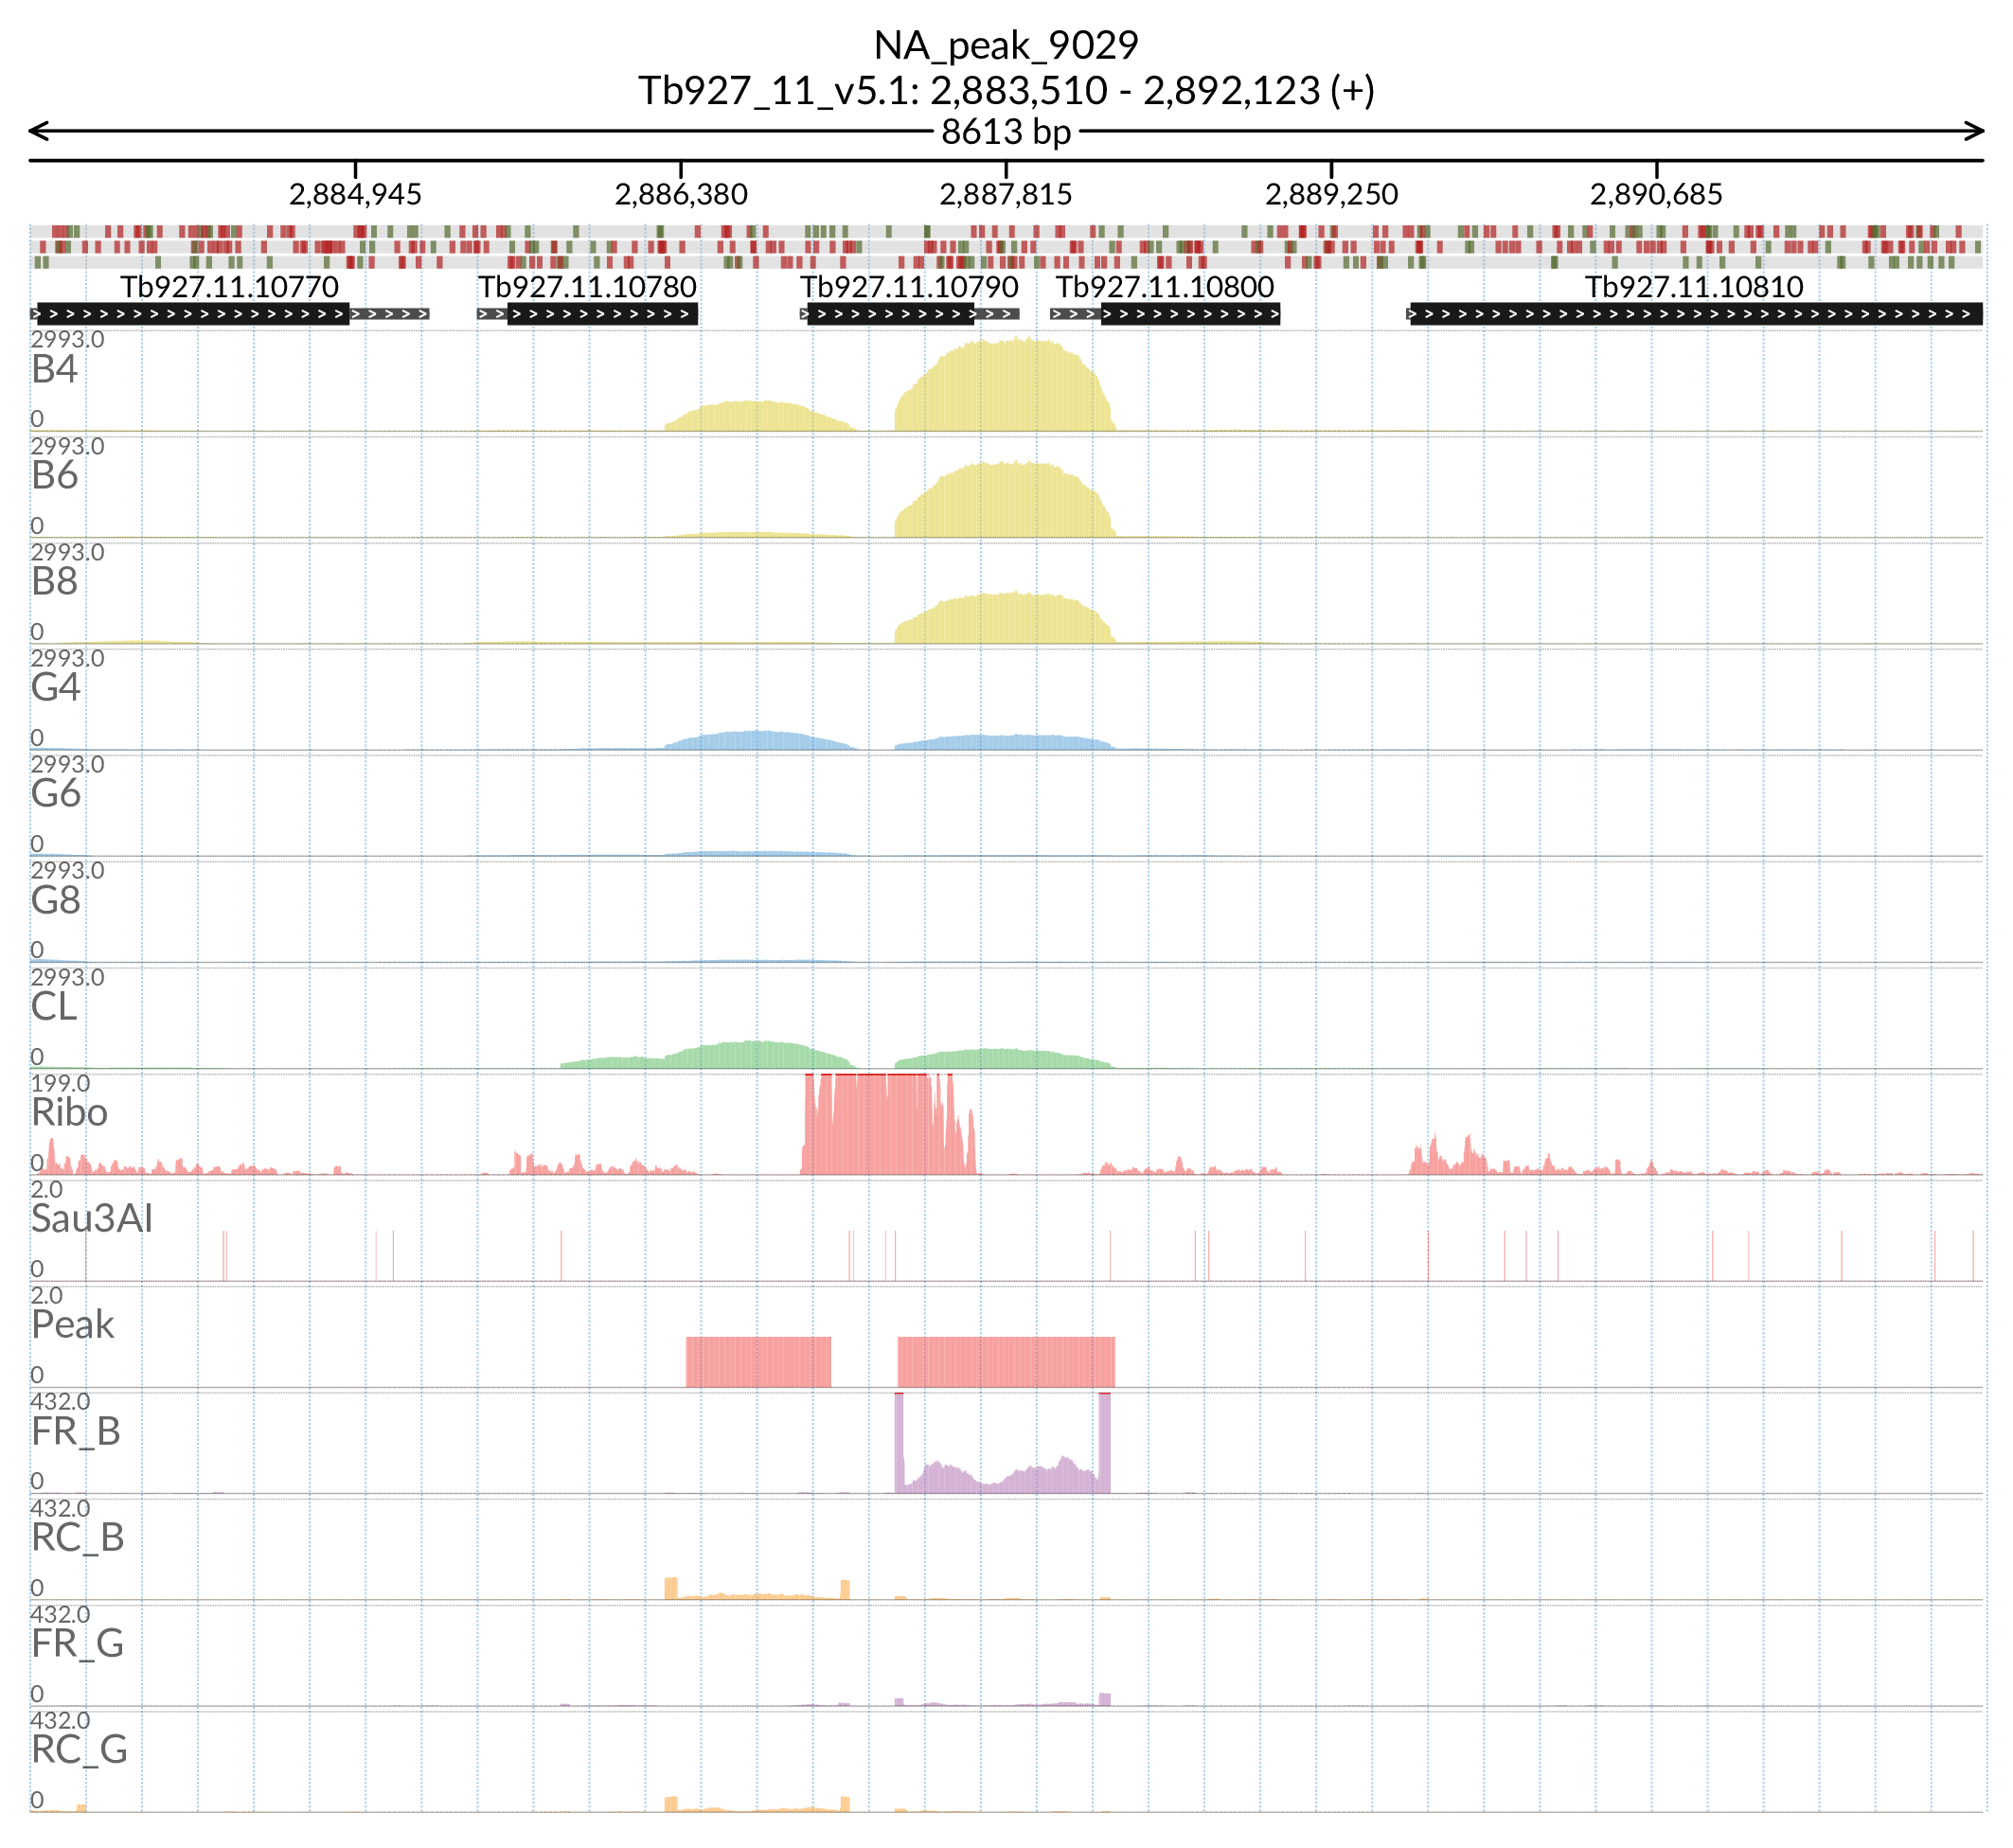 NA_peak_9029
Tb927_11_v5.1: 2,883,510 - 2,892,123 (+)
8613 bp
2,884,945 2,886,380 2,887,815 2,889,250 2,890,685
Tb927.11.10770 Tb927.11.10780 Tb927.11.10790 Tb927.11.10800 Tb927.11.10810
2993.0
B4
0
2993.0
B6
0
2993.0
B8
0
2993.0
G4
0
2993.0
G6
0
2993.0
G8
0
2993.0
CL
0
199.0
Ribo
0
2.0
Sau3AI
0
2.0
Peak
0
432.0
FR_B
0
432.0
RC_B
0
432.0
FR_G
0
432.0
RC_G
0